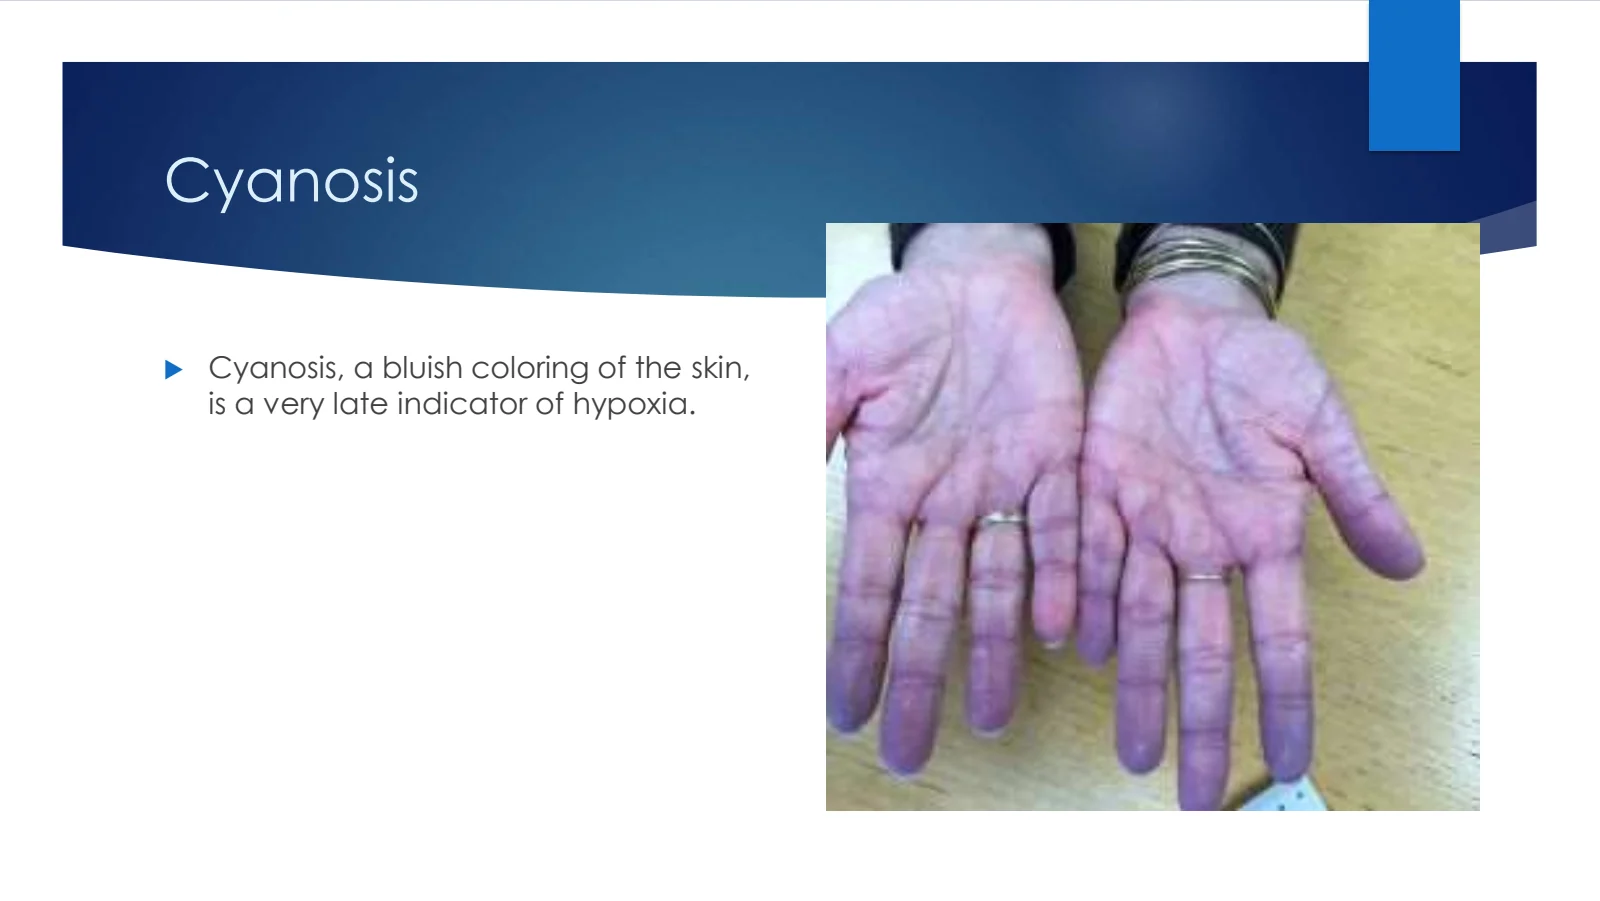 Cyanosis
Cyanosis, a bluish coloring of the skin,
is a very late indicator of hypoxia.